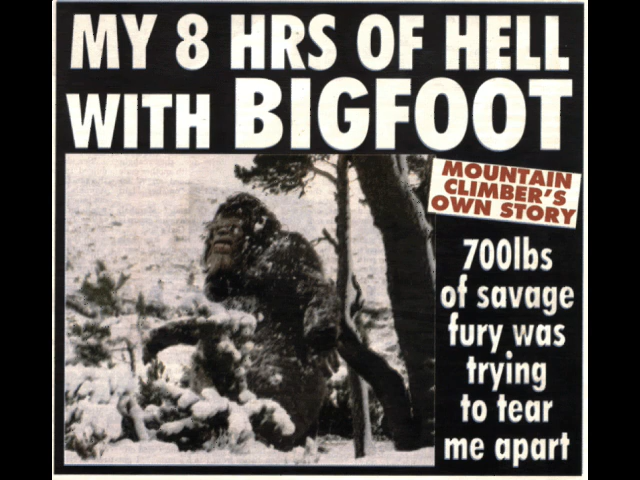 MY 8 HRS OF HELL
WITH BIGFOOT
MOUNTAIN
CLIMBER'S
OWN STORY
700lbs
of savage
fury was
trying
to tear
me apart